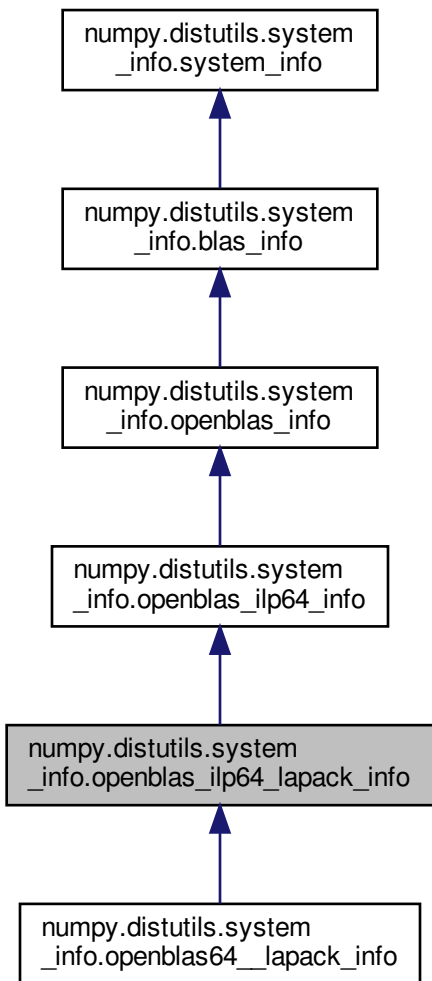 numpy.distutils.system
_info.system_info
numpy.distutils.system
_info.blas_info
numpy.distutils.system
_info.openblas_info
numpy.distutils.system
_info.openblas_ilp64_info
numpy.distutils.system
_info.openblas_ilp64_lapack_info
numpy.distutils.system
_info.openblas64__lapack_info